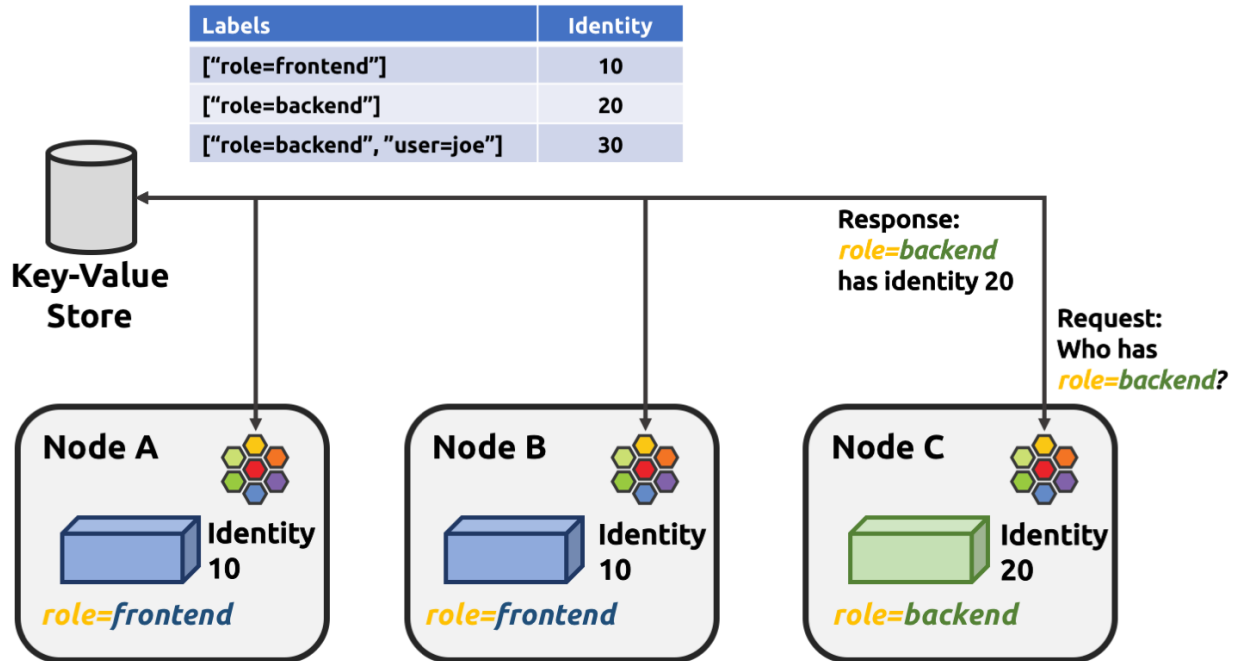 Labels Identity
[“role=frontend”] 10
[“role=backend”] 20
[“role=backend”, ”user=joe”] 30
Key-Value
Store
Response:
role=backend
has identity 20
Request:
Who has
role=backend?
Node A
Identity
10
role=frontend
Node B
Identity
10
role=frontend
Node C
Identity
20
role=backend